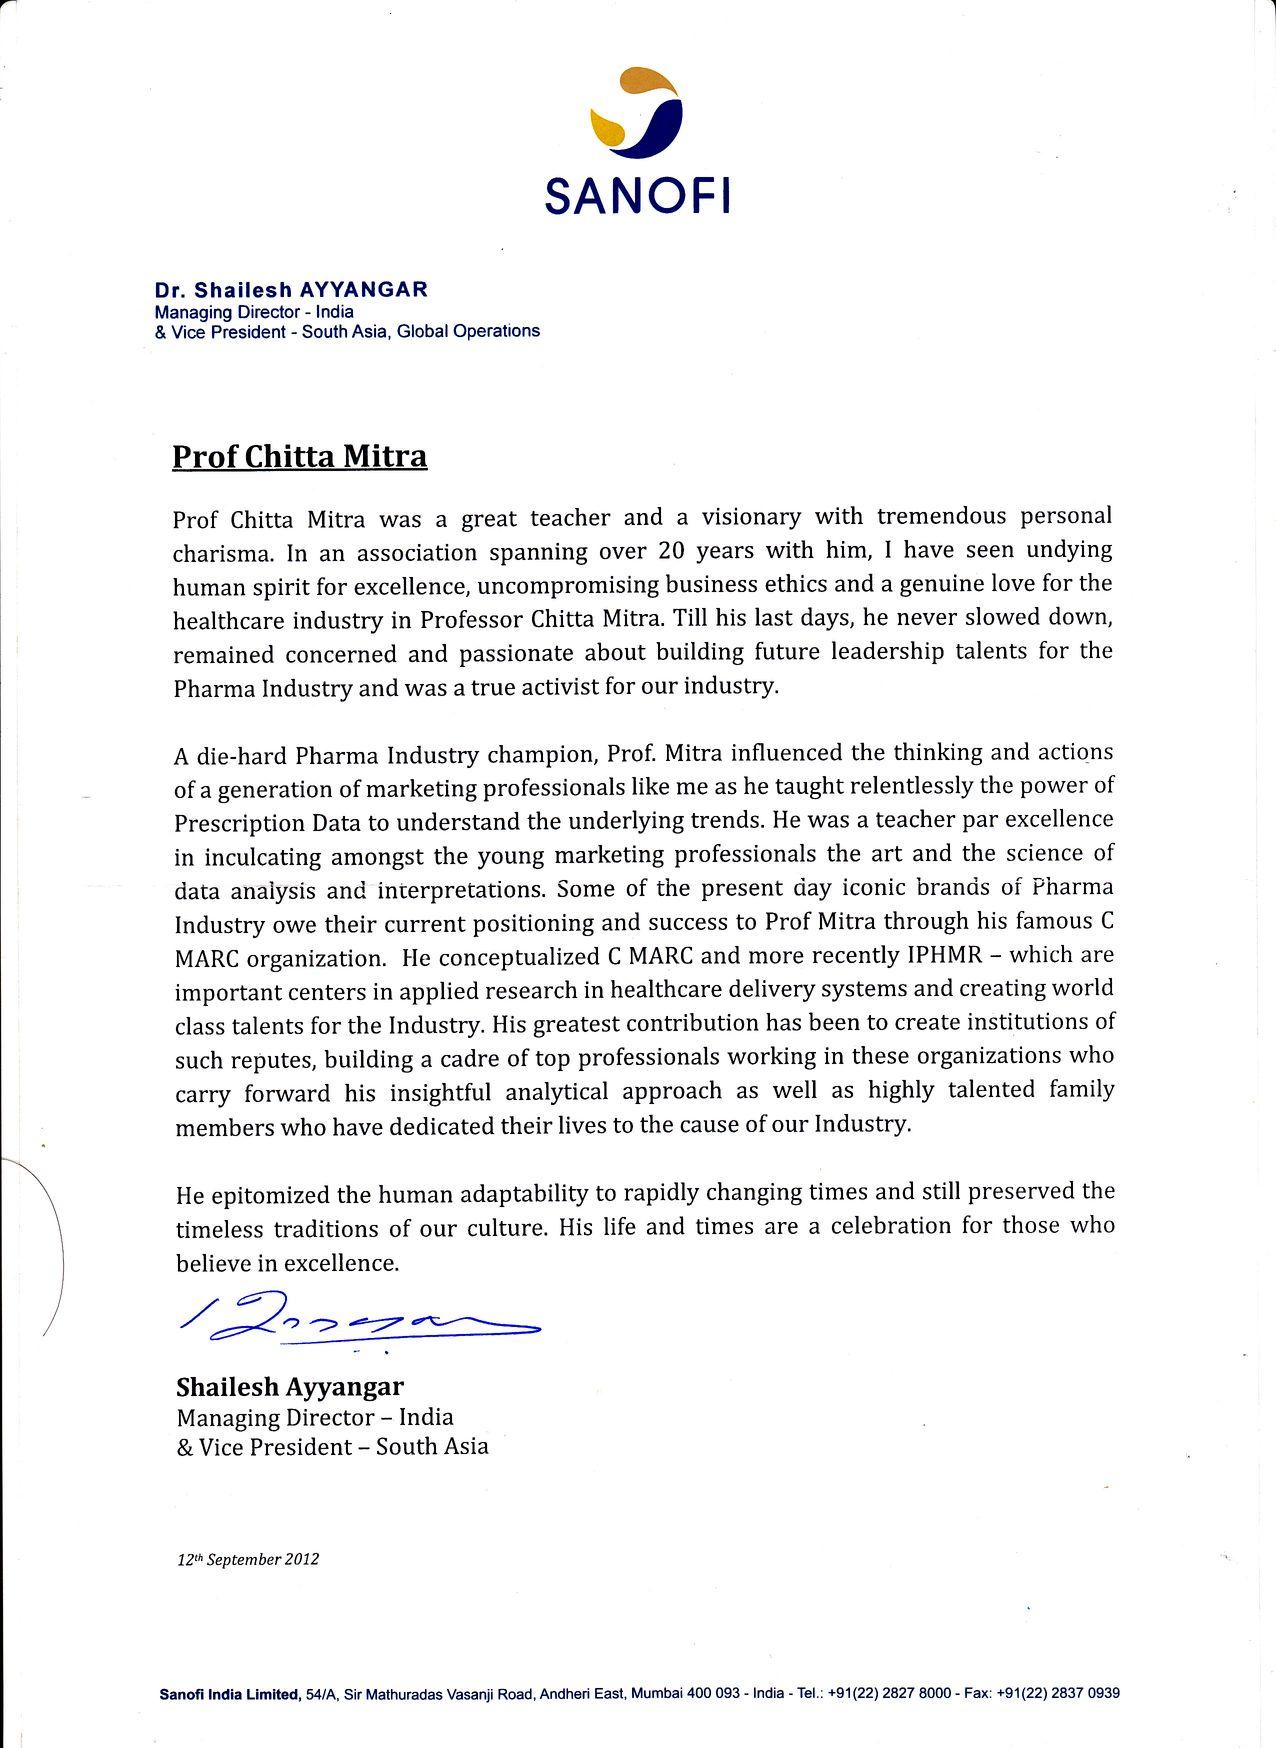 SANOFI
Dr. Shailesh AYYANGAR
Managing Director - India
& Vice President - South Asia, Global Operations
Prof Chitta Mitra
Prof Chitta Mitra was a great teacher and a visionary with tremendous personal
charisma. In an association spanning over 20 years with him, I have seen undying
human spirit for excellence, uncompromising business ethics and a genuine love for the
healthcare industry in Professor Chitta Mitra. Till his last days, he never slowed down,
remained concerned and passionate about building future leadership talents for the
Pharma Industry and was a true activist for our industry.
A die-hard Pharma Industry champion, Prof. Mitra influenced the thinking and actions
of a generation of marketing professionals like me as he taught relentlessly the power of
Prescription Data to understand the underlying trends. He was a teacher par excellence
in inculcating amongst the young marketing professionals the art and the science of
data analysis and interpretations. Some of the present day iconic brands of Pharma
Industry owe their current positioning and success to Prof Mitra through his famous C
MARC organization. He conceptualized C MARC and more recently IPHMR – which are
important centers in applied research in healthcare delivery systems and creating world
class talents for the Industry. His greatest contribution has been to create institutions of
such reputes, building a cadre of top professionals working in these organizations who
carry forward his insightful analytical approach as well as highly talented family
members who have dedicated their lives to the cause of our Industry.
He epitomized the human adaptability to rapidly changing times and still preserved the
timeless traditions of our culture. His life and times are a celebration for those who
believe in excellence.
Shailesh Ayyangar
Managing Director – India
& Vice President – South Asia
12th September 2012
Sanofi India Limited, 54/A, Sir Mathuradas Vasanji Road, Andheri East, Mumbai 400 093 - India - Tel.: +91(22) 2827 8000 - Fax: +91(22) 2837 0939